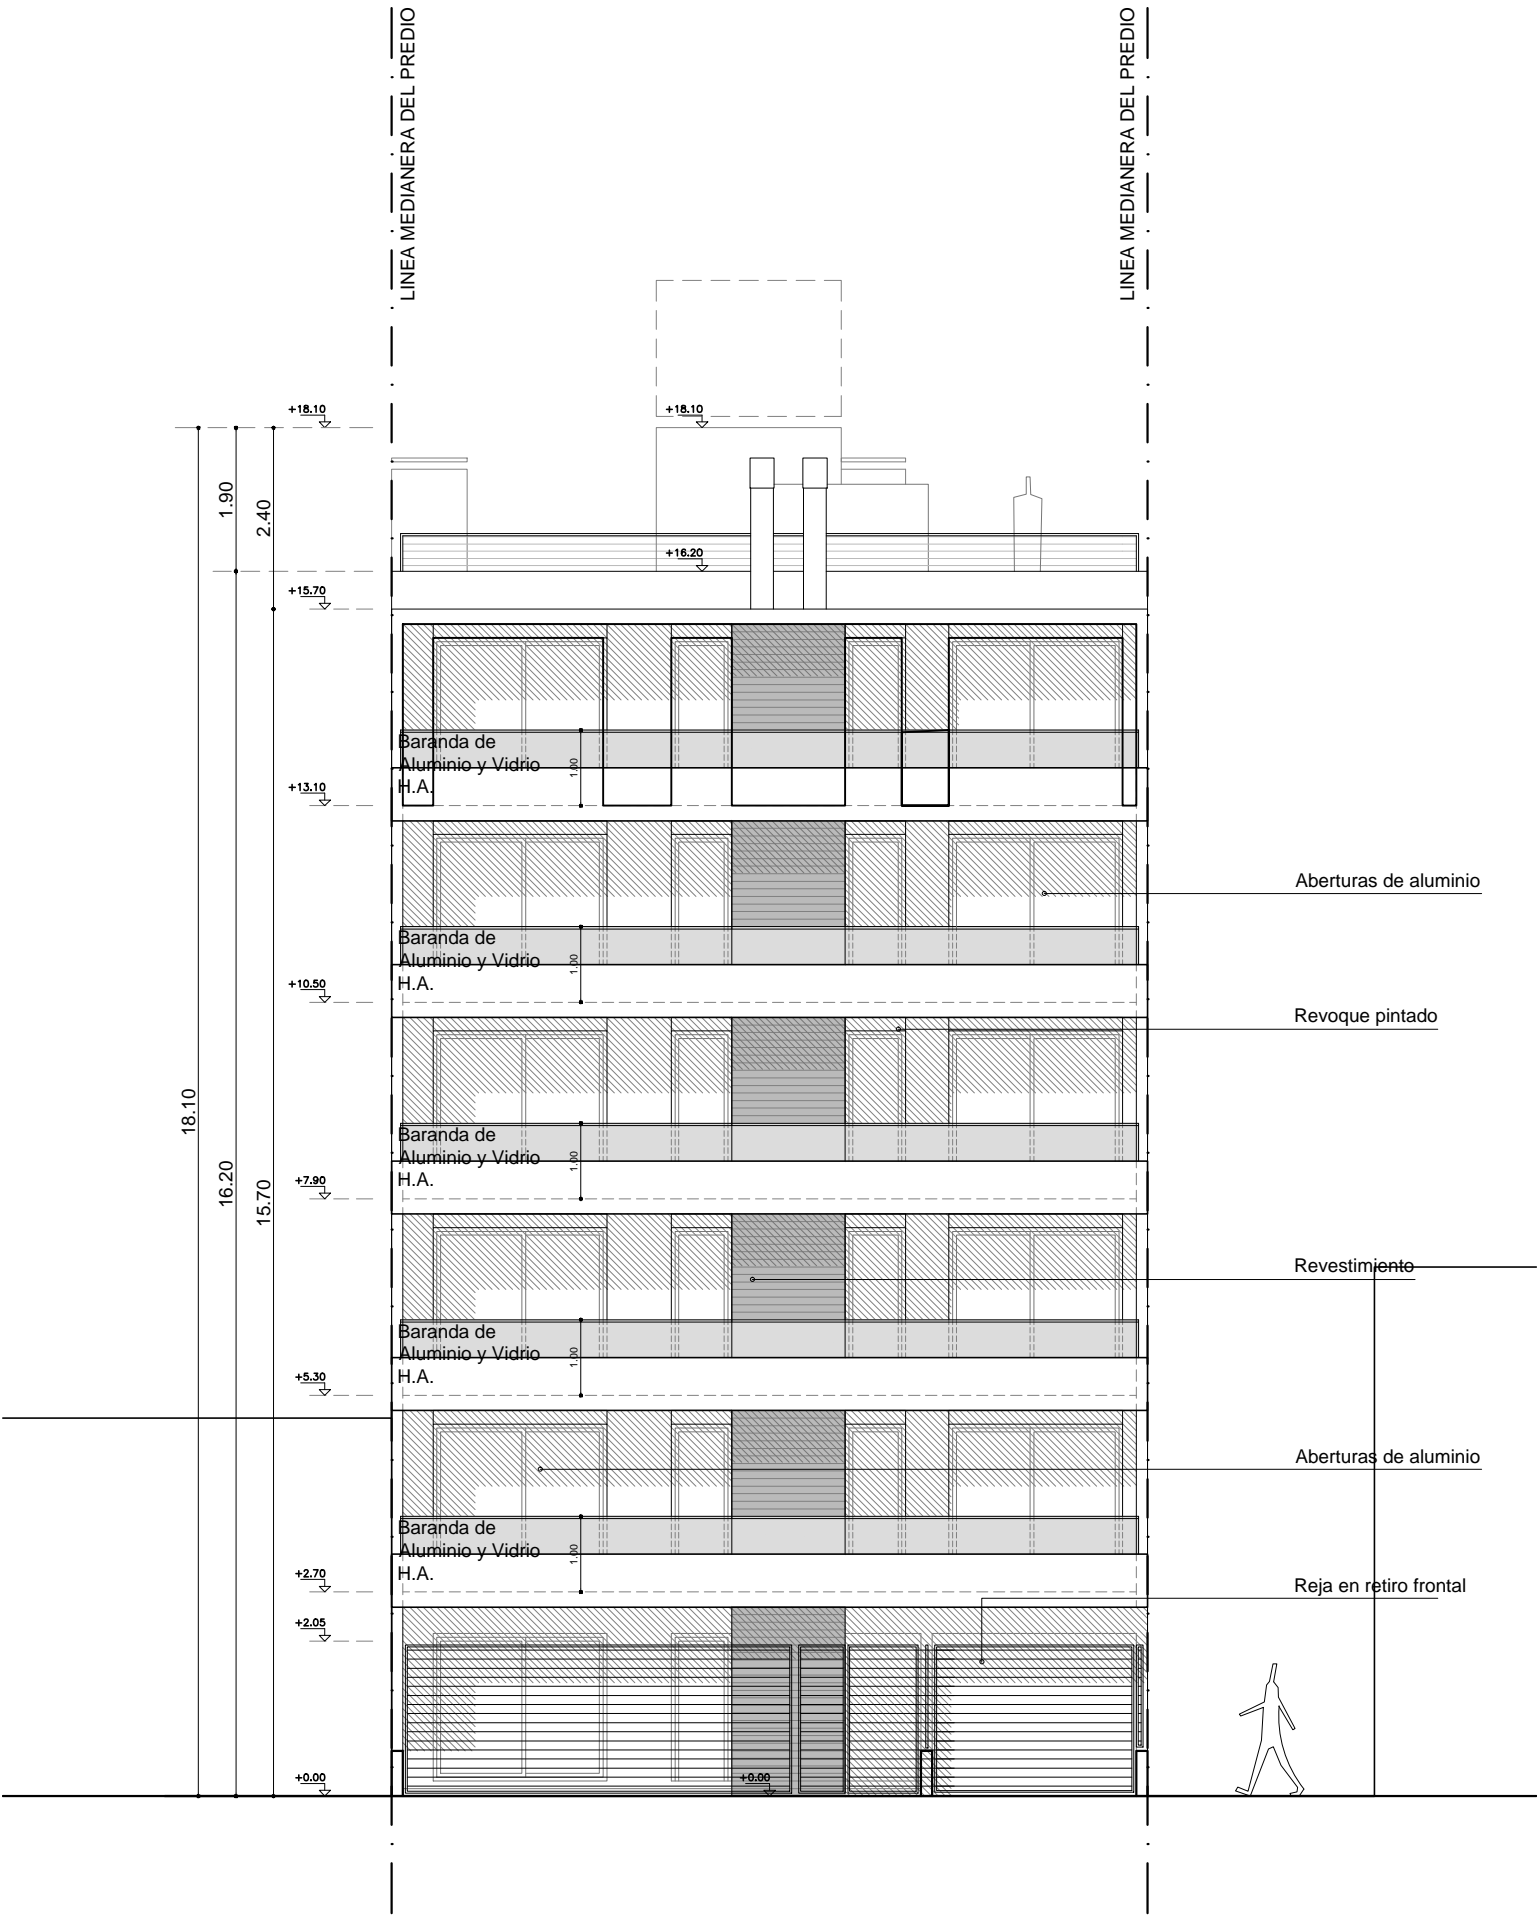 LINEA MEDIANERA DEL PREDIO
LINEA MEDIANERA DEL PREDIO
+18.10
+18.10
1.90
2.40
+16.20
+15.70
Baranda de
Aluminio y Vidrio
H.A.
1.00
+13.10
Aberturas de aluminio
Baranda de
Aluminio y Vidrio
H.A.
1.00
+10.50
Revoque pintado
18.10
16.20
15.70
Baranda de
Aluminio y Vidrio
H.A.
1.00
+7.90
Revestimiento
Baranda de
Aluminio y Vidrio
H.A.
1.00
+5.30
Aberturas de aluminio
Baranda de
Aluminio y Vidrio
H.A.
1.00
+2.70
Reja en retiro frontal
+2.05
+0.00
+0.00